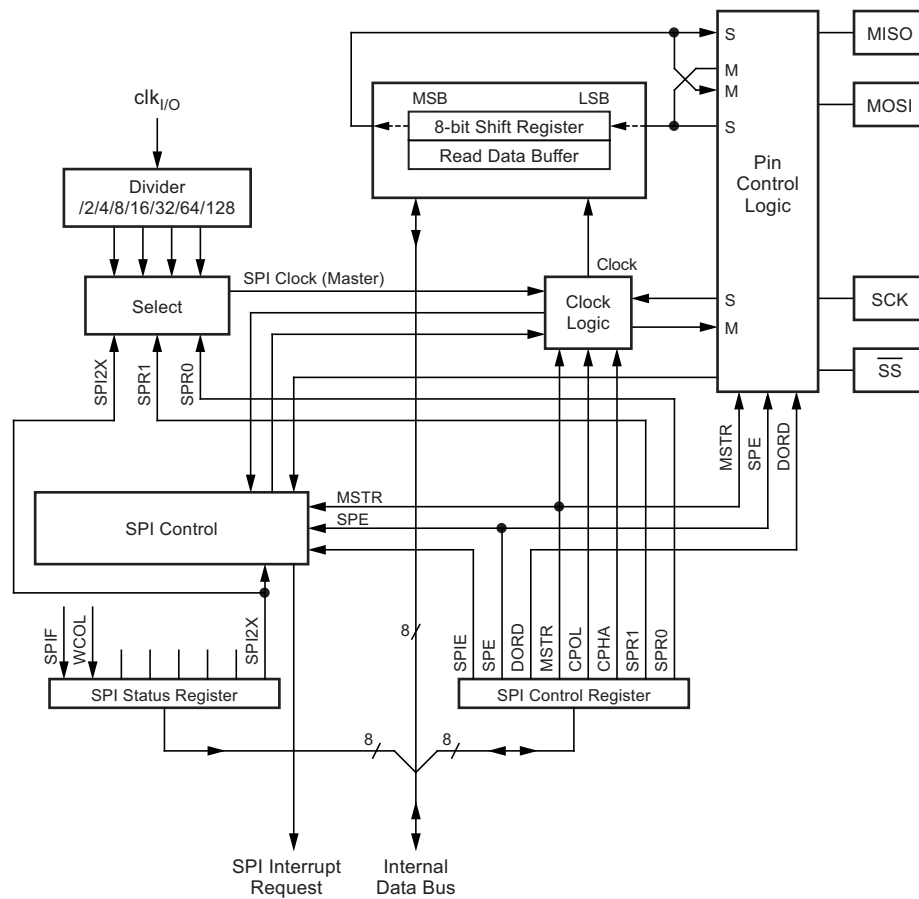 MISO
MOSI
SCK
SS
S
M
M
S
S
M
Pin
Control
Logic
MSTR
SPE
DORD
MSB
LSB
8-bit Shift Register
Read Data Buffer
clkI/O
Divider
/2/4/8/16/32/64/128
Select
SPI Clock (Master)
Clock
Clock
Logic
SPI2X
SPR1
SPR0
MSTR
SPE
SPI Control
SPIF
WCOL
SPI2X
SPI Status Register
8
SPIE
SPE
DORD
MSTR
CPOL
CPHA
SPR1
SPR0
SPI Control Register
8
8
SPI Interrupt
Request
Internal
Data Bus